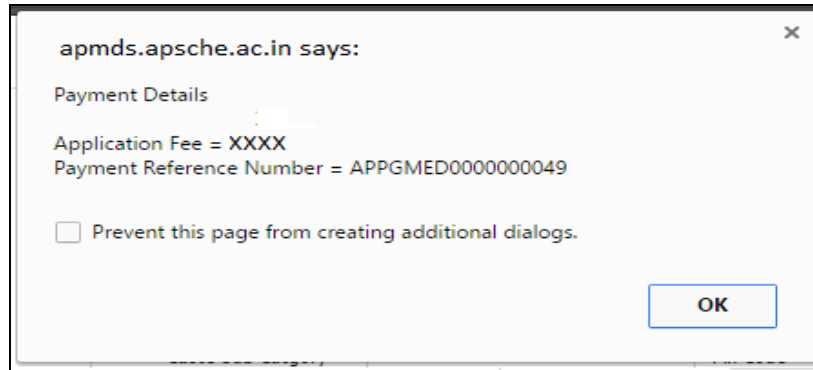 apmds.apsche.ac.in says:
×
Payment Details
Application Fee = XXXX
Payment Reference Number = APPGMED0000000049
Prevent this page from creating additional dialogs.
OK